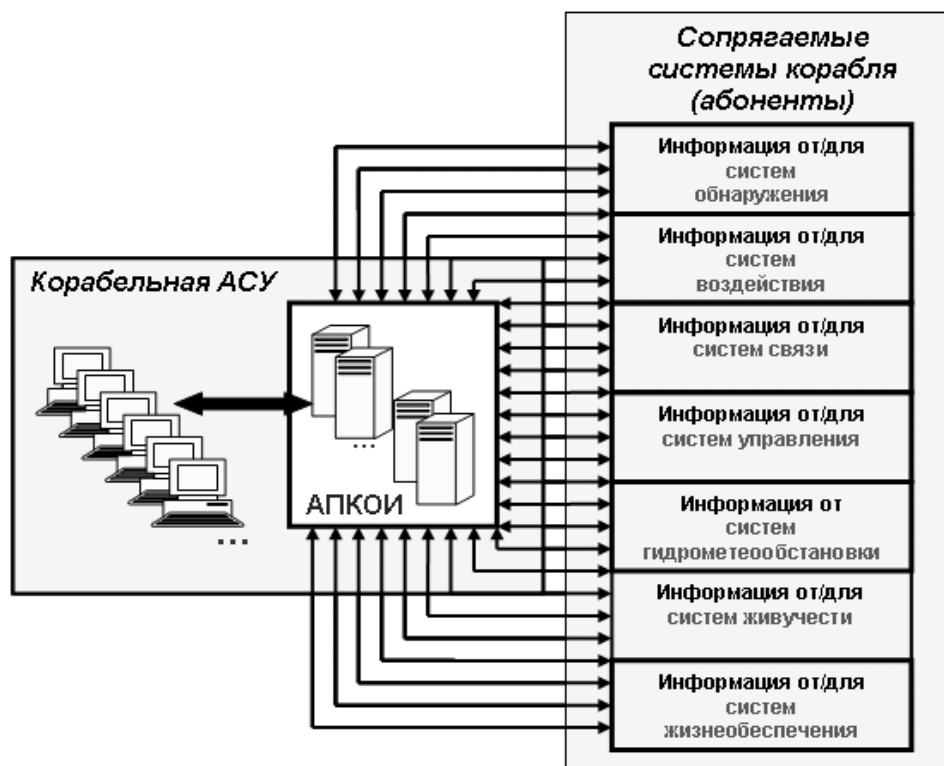 Сопрягаемые
системы корабля
(абоненты)
Информация от/для
систем
обнаружения
Информация от/для
систем
воздействия
Информация от/для
систем связи
Информация от/для
систем управления
Информация от
систем
гидрометеообстановки
Информация от/для
систем живучести
Информация от/для
систем
жизнеобеспечения
Корабельная АСУ
...
АПКОИ
...